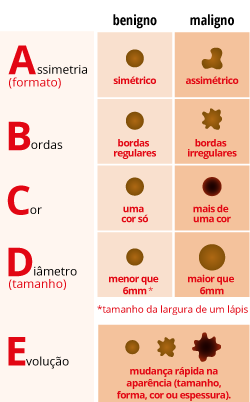 benigno maligno
Assimetria
(formato)
simétrico assimétrico
Bordas
bordas
regulares
bordas
irregulares
Cor
uma
cor só
mais de
uma cor
Diâmetro
(tamanho)
menor que
6mm *
maior que
6mm
*tamanho da largura de um lápis
Evolução
mudança rápida na
aparência (tamanho,
forma, cor ou espessura).